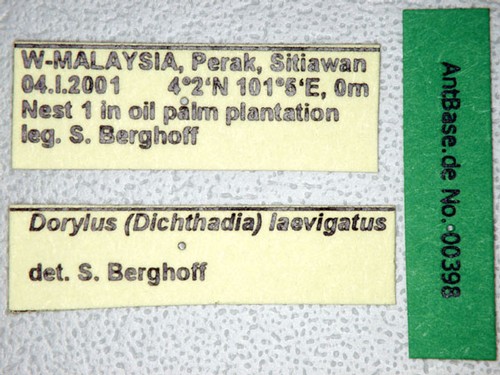 W-MALAYSIA, Perak, Sitiawan
04.I.2001 4°2‘N 101°5‘E, 0m
Nest 1 in oil palm plantation
leg. S. Berghoff
Dorylus (Dichthadia) laevigatus
det. S. Berghoff
AntBase.de No. 00398